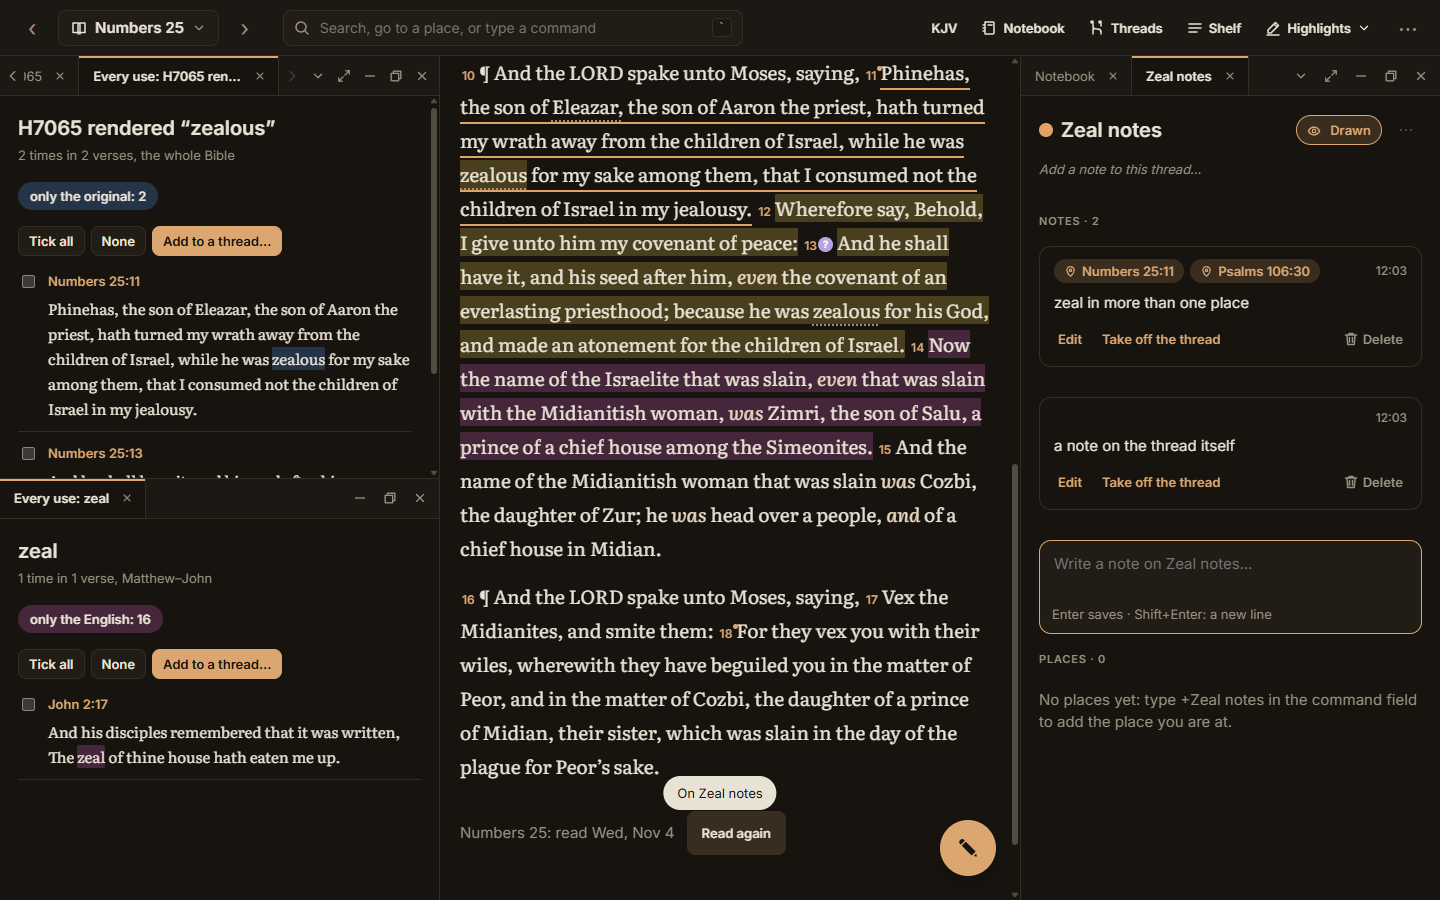 Numbers 25
Search, go to a place, or type a command
KJV
Notebook
Threads
Shelf
Highlights
Every use: H7065 ren...
H7065 rendered “zealous”
2 times in 2 verses, the whole Bible
only the original: 2
Tick all
None
Add to a thread...
Numbers 25:11
Phinehas, the son of Eleazar, the son of Aaron the
priest, hath turned my wrath away from the
children of Israel, while he was zealous for my sake
among them, that I consumed not the children of
Israel in my jealousy.
Numbers 25:13
Every use: zeal
zeal
1 time in 1 verse, Matthew–John
only the English: 16
Tick all
None
Add to a thread...
John 2:17
And his disciples remembered that it was written,
The zeal of thine house hath eaten me up.
10 ¶ And the LORD spake unto Moses, saying, 11 Phinehas,
the son of Eleazar, the son of Aaron the priest, hath turned
my wrath away from the children of Israel, while he was
zealous for my sake among them, that I consumed not the
children of Israel in my jealousy. 12 Wherefore say, Behold,
I give unto him my covenant of peace: 13 ? And he shall
have it, and his seed after him, even the covenant of an
everlasting priesthood; because he was zealous for his God,
and made an atonement for the children of Israel. 14 Now
the name of the Israelite that was slain, even that was slain
with the Midianitish woman, was Zimri, the son of Salu, a
prince of a chief house among the Simeonites. 15 And the
name of the Midianitish woman that was slain was Cozbi,
the daughter of Zur; he was head over a people, and of a
chief house in Midian.
16 ¶ And the LORD spake unto Moses, saying, 17 Vex the
Midianites, and smite them: 18 For they vex you with their
wiles, wherewith they have beguiled you in the matter of
Peor, and in the matter of Cozbi, the daughter of a prince
of Midian, their sister, which was slain in the day of the
plague for Peor’s sake.
On Zeal notes
Numbers 25: read Wed, Nov 4
Read again
Notebook
Zeal notes
Zeal notes
Drawn
Add a note to this thread...
NOTES · 2
Numbers 25:11
Psalms 106:30
12:03
zeal in more than one place
Edit
Take off the thread
Delete
12:03
a note on the thread itself
Edit
Take off the thread
Delete
Write a note on Zeal notes...
Enter saves · Shift+Enter: a new line
PLACES · 0
No places yet: type +Zeal notes in the command field
to add the place you are at.